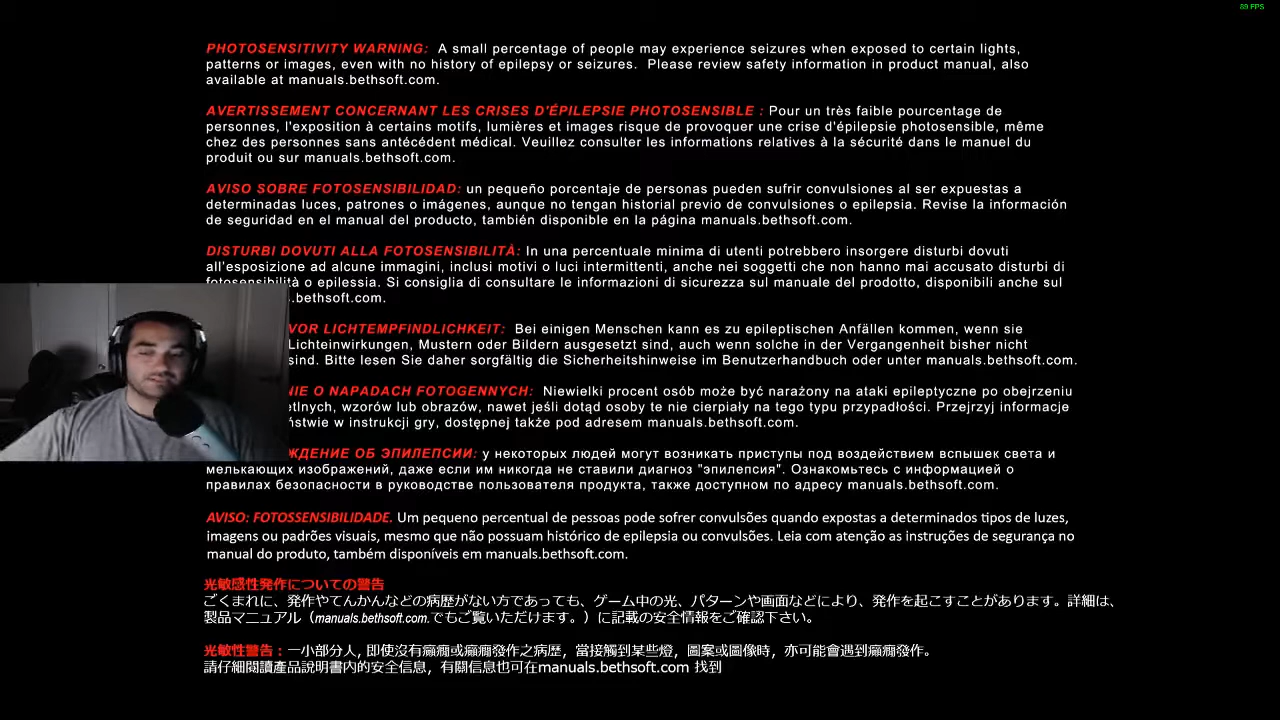 89 FPS
PHOTOSENSITIVITY WARNING: A small percentage of people may experience seizures when exposed to certain lights,
patterns or images, even with no history of epilepsy or seizures. Please review safety information in product manual, also
available at manuals.bethsoft.com.
AVERTISSEMENT CONCERNANT LES CRISES D'ÉPILEPSIE PHOTOSENSIBLE : Pour un très faible pourcentage de
personnes, l'exposition à certains motifs, lumières et images risque de provoquer une crise d'épilepsie photosensible, même
chez des personnes sans antécédent médical. Veuillez consulter les informations relatives à la sécurité dans le manuel du
produit ou sur manuals.bethsoft.com.
AVISO SOBRE FOTOSENSIBILIDAD: un pequeño porcentaje de personas pueden sufrir convulsiones al ser expuestas a
determinadas luces, patrones o imágenes, aunque no tengan historial previo de convulsiones o epilepsia. Revise la información
de seguridad en el manual del producto, también disponible en la página manuals.bethsoft.com.
DISTURBI DOVUTI ALLA FOTOSENSIBILITÀ: In una percentuale minima di utenti potrebbero insorgere disturbi dovuti
all'esposizione ad alcune immagini, inclusi motivi o luci intermittenti, anche nei soggetti che non hanno mai accusato disturbi di
fotosensibilità o epilessia. Si consiglia di consultare le informazioni di sicurezza sul manuale del prodotto, disponibili anche sul
.bethsoft.com.
VOR LICHTEMPFINDLICHKEIT: Bei einigen Menschen kann es zu epileptischen Anfällen kommen, wenn sie
Lichteinwirkungen, Mustern oder Bildern ausgesetzt sind, auch wenn solche in der Vergangenheit bisher nicht
sind. Bitte lesen Sie daher sorgfältig die Sicherheitshinweise im Benutzerhandbuch oder unter manuals.bethsoft.com.
NIE O NAPADACH FOTOGENNYCH: Niewielki procent osób może być narażony na ataki epileptyczne po obejrzeniu
etlnych, wzorów lub obrazów, nawet jeśli dotąd osoby te nie cierpiały na tego typu przypadłości. Przejrzyj informacje
ństwie w instrukcji gry, dostępnej także pod adresem manuals.bethsoft.com.
ЖДЕНИЕ ОБ ЭПИЛЕПСИИ: у некоторых людей могут возникать приступы под воздействием вспышек света и
мелькающих изображений, даже если им никогда не ставили диагноз "эпилепсия". Ознакомьтесь с информацией о
правилах безопасности в руководстве пользователя продукта, также доступном по адресу manuals.bethsoft.com.
AVISO: FOTOSSENSIBILIDADE. Um pequeno percentual de pessoas pode sofrer convulsões quando expostas a determinados tipos de luzes,
imagens ou padrões visuais, mesmo que não possuam histórico de epilepsia ou convulsões. Leia com atenção as instruções de segurança no
manual do produto, também disponíveis em manuals.bethsoft.com.
光敏感性発作についての警告
ごくまれに、発作やてんかんなどの病歴がない方であっても、ゲーム中の光、パターンや画面などにより、発作を起こすことがあります。詳細は、
製品マニュアル（manuals.bethsoft.com.でもご覧いただけます。）に記載の安全情報をご確認下さい。
光敏性警告：一小部分人, 即使沒有癲癇或癲癇發作之病歷，當接觸到某些燈，圖案或圖像時，亦可能會遇到癲癇發作。
請仔細閱讀產品說明書內的安全信息，有關信息也可在manuals.bethsoft.com 找到